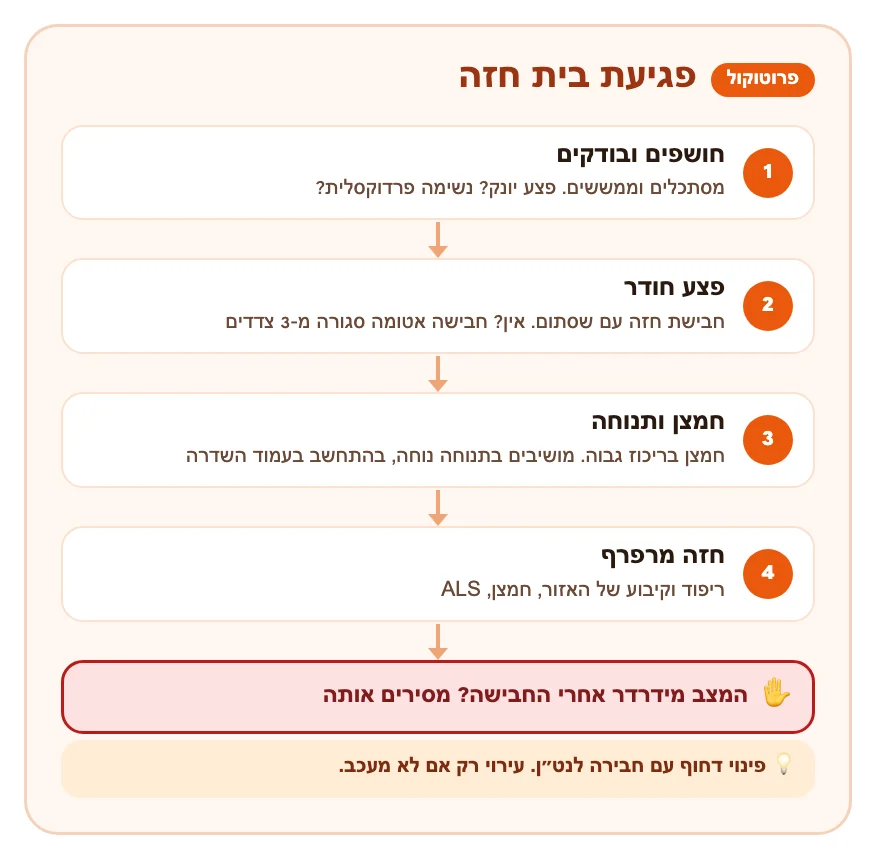 פרוטוקול
פגיעת בית חזה
1
חושפים ובודקים
מסתכלים וממששים. פצע יונק? נשימה פרדוקסלית?
2
פצע חודר
חבישת חזה עם שסתום. אין? חבישה אטומה סגורה מ-3 צדדים
3
חמצן ותנוחה
חמצן בריכוז גבוה. מושיבים בתנוחה נוחה, בהתחשב בעמוד השדרה
4
חזה מרפרף
ריפוד וקיבוע של האזור, חמצן, ALS
המצב מידרדר אחרי החבישה? מסירים אותה
פינוי דחוף עם חבירה לנט״ן. עירוי רק אם לא מעכב.